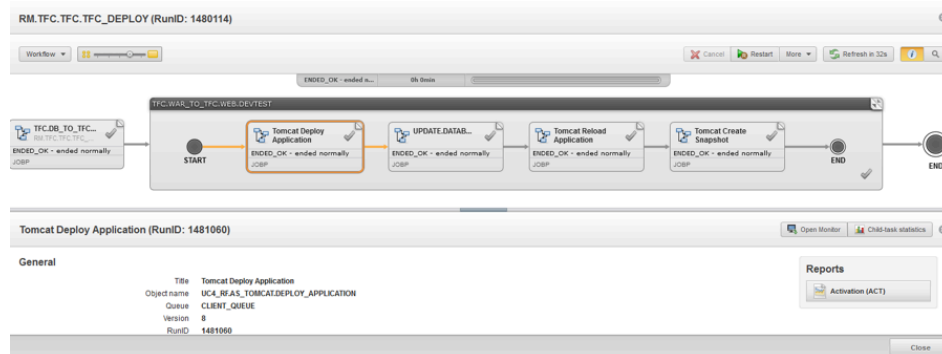 RM.TFC.TFC.TFC_DEPLOY (RunID: 1480114)
Workflow
Cancel Restart More Refresh in 32s
ENDED_OK - ended n... 0h 0min
TFC.WAR_TO_TFC.WEB.DEVTEST
TFC.DB_TO_TFC...
RM.TFC.TFC.TFC_...
ENDED_OK - ended normally
JOBP
START
Tomcat Deploy
Application
ENDED_OK - ended normally
JOBP
UPDATE.DATAB...
ENDED_OK - ended normally
JOBP
Tomcat Reload
Application
ENDED_OK - ended normally
JOBP
Tomcat Create
Snapshot
ENDED_OK - ended normally
JOBP
END
END
Tomcat Deploy Application (RunID: 1481060)
Open Monitor Child-task statistics
General
Title Tomcat Deploy Application
Object name UC4_RF.AS_TOMCAT.DEPLOY_APPLICATION
Queue CLIENT_QUEUE
Version 8
RunID 1481060
Reports
Activation (ACT)
Close